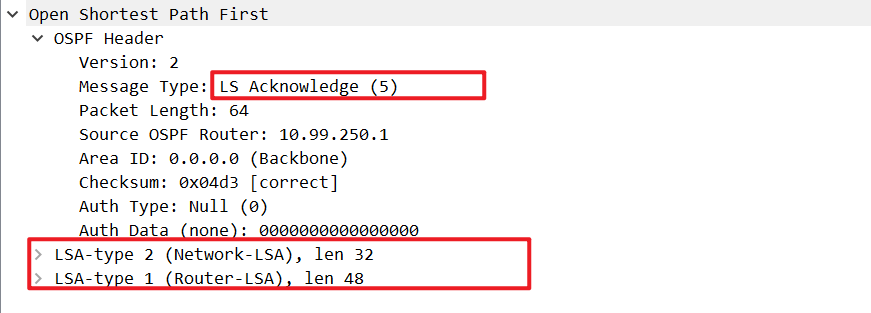 Open Shortest Path First
OSPF Header
Version: 2
Message Type: LS Acknowledge (5)
Packet Length: 64
Source OSPF Router: 10.99.250.1
Area ID: 0.0.0.0 (Backbone)
Checksum: 0x04d3 [correct]
Auth Type: Null (0)
Auth Data (none): 0000000000000000
LSA-type 2 (Network-LSA), len 32
LSA-type 1 (Router-LSA), len 48